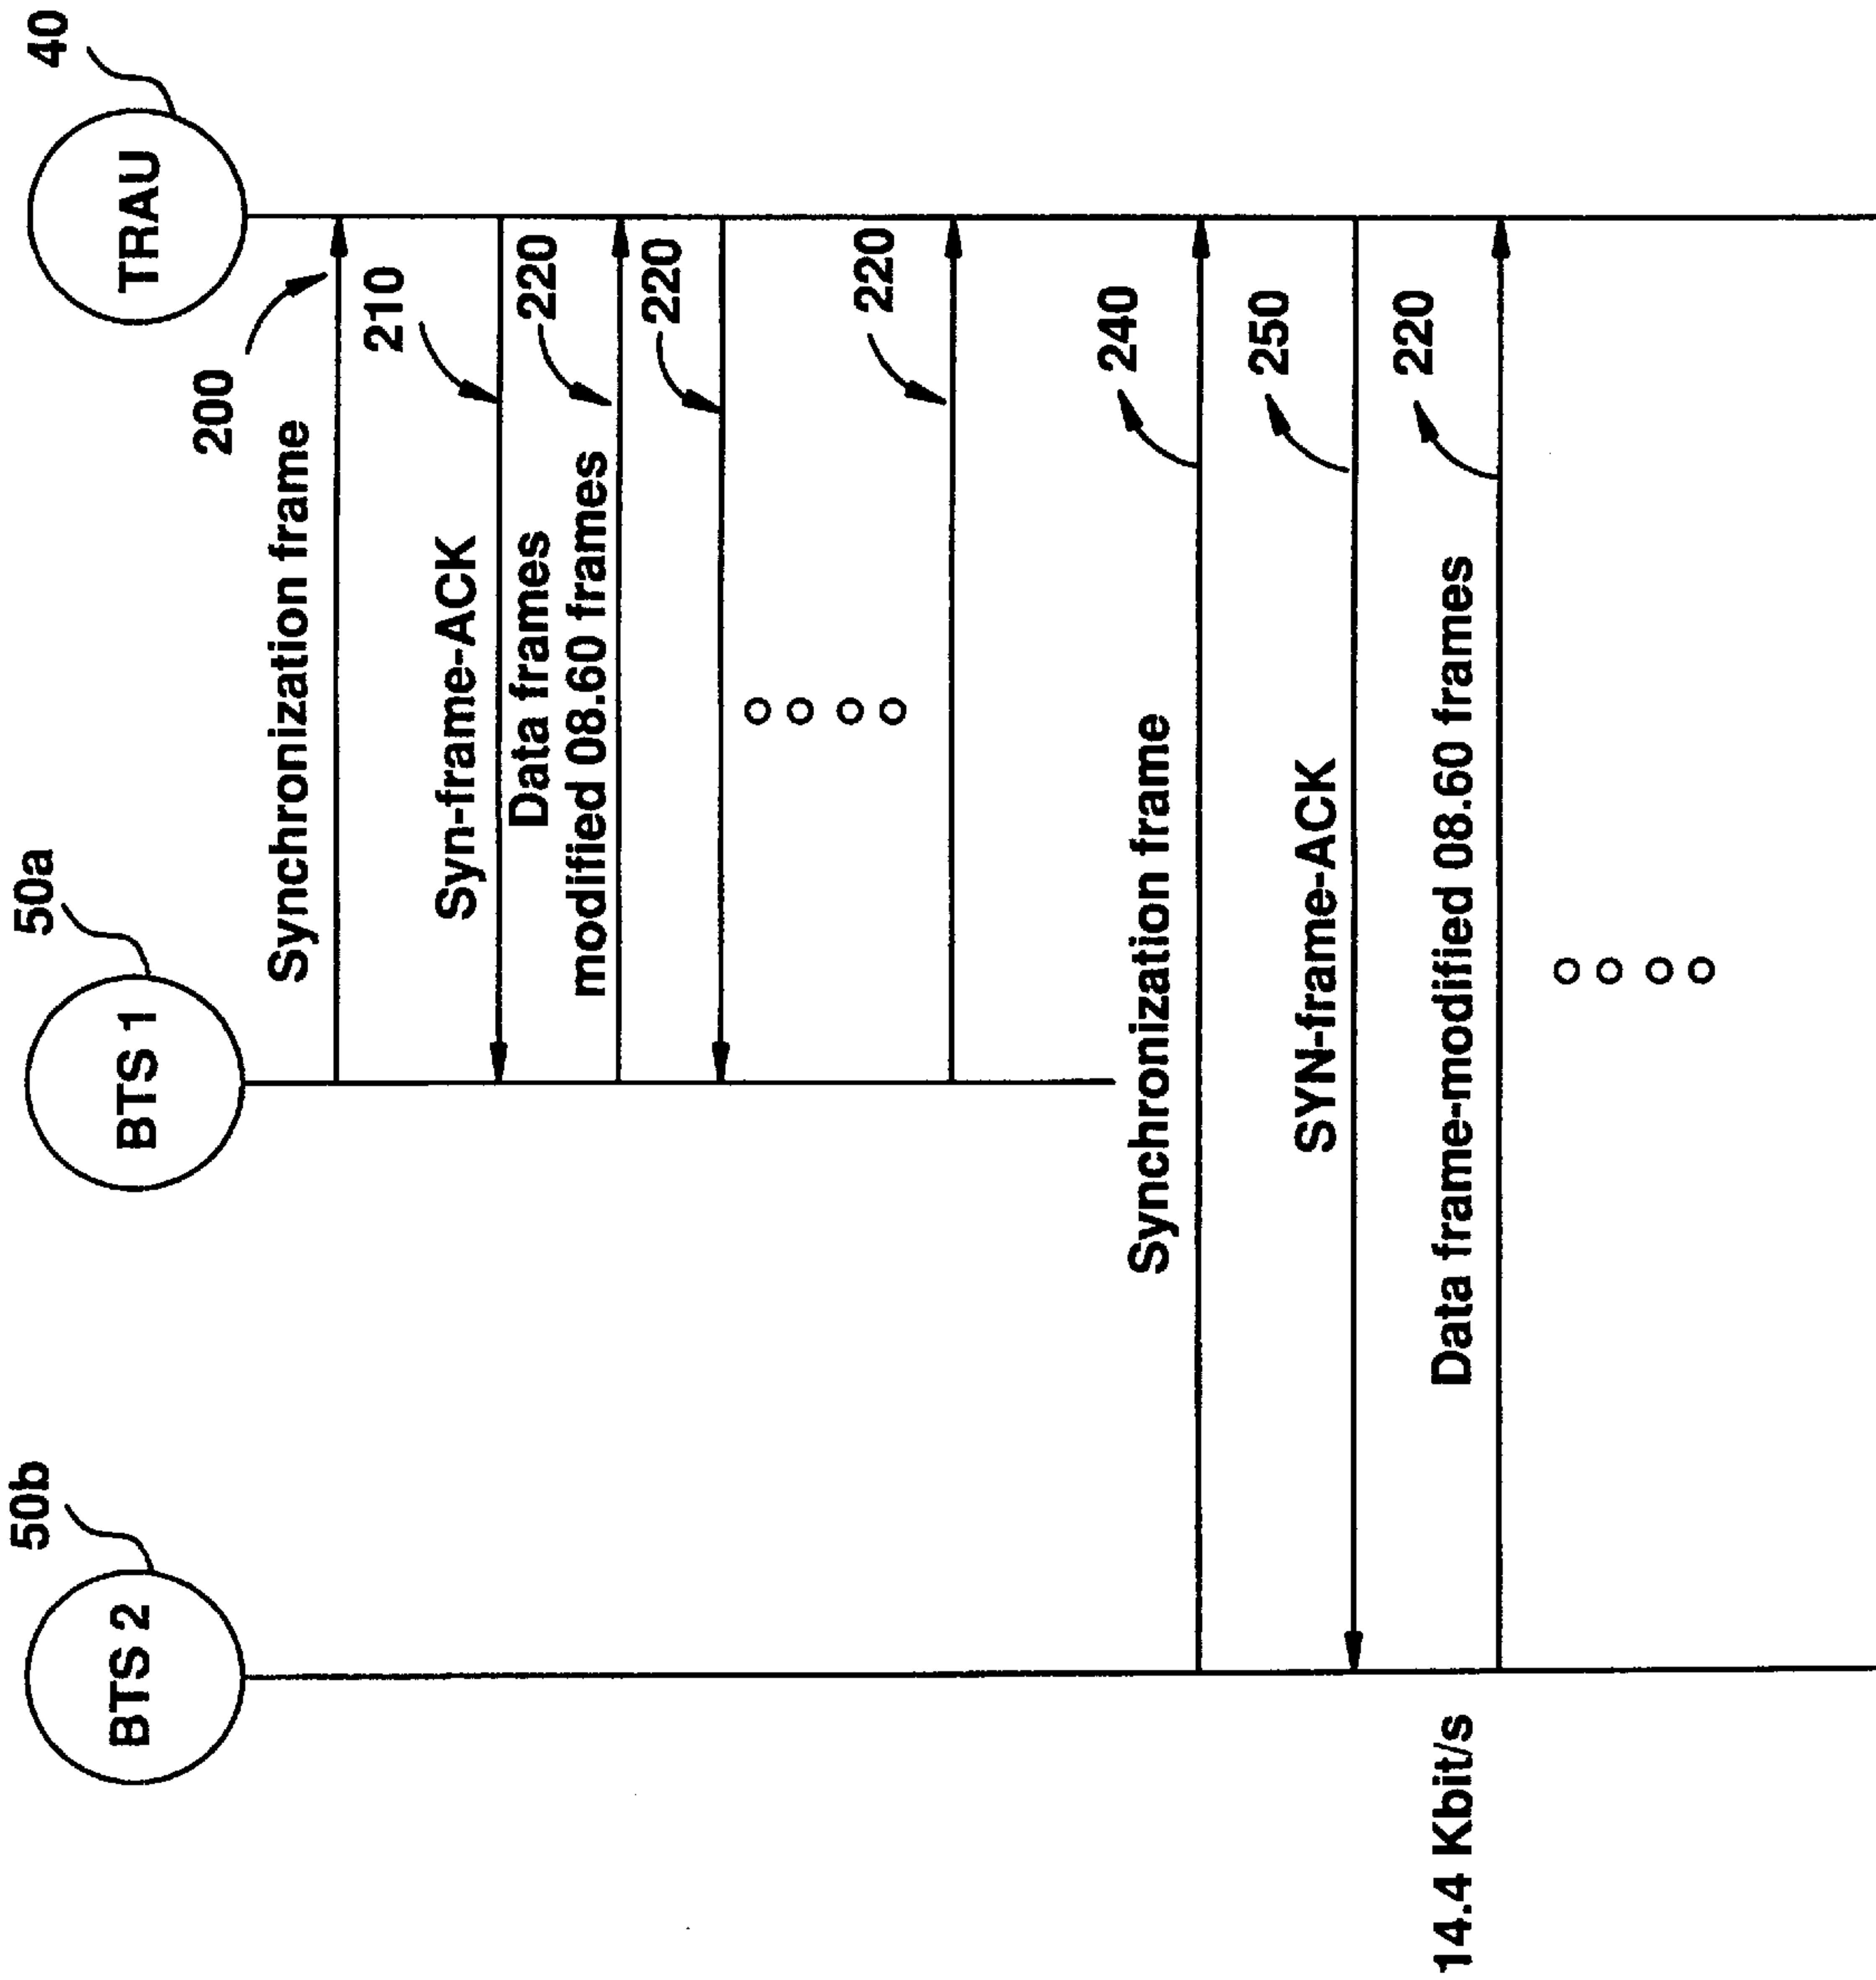 50b
50a
40
BTS 2
BTS 1
TRAU
200
Synchronization frame
210
Syn-frame-ACK
220
Data frames
modified 08.60 frames
220
220
240
Synchronization frame
250
SYN-frame-ACK
220
14.4 Kbit/s
Data frame-modified 08.60 frames